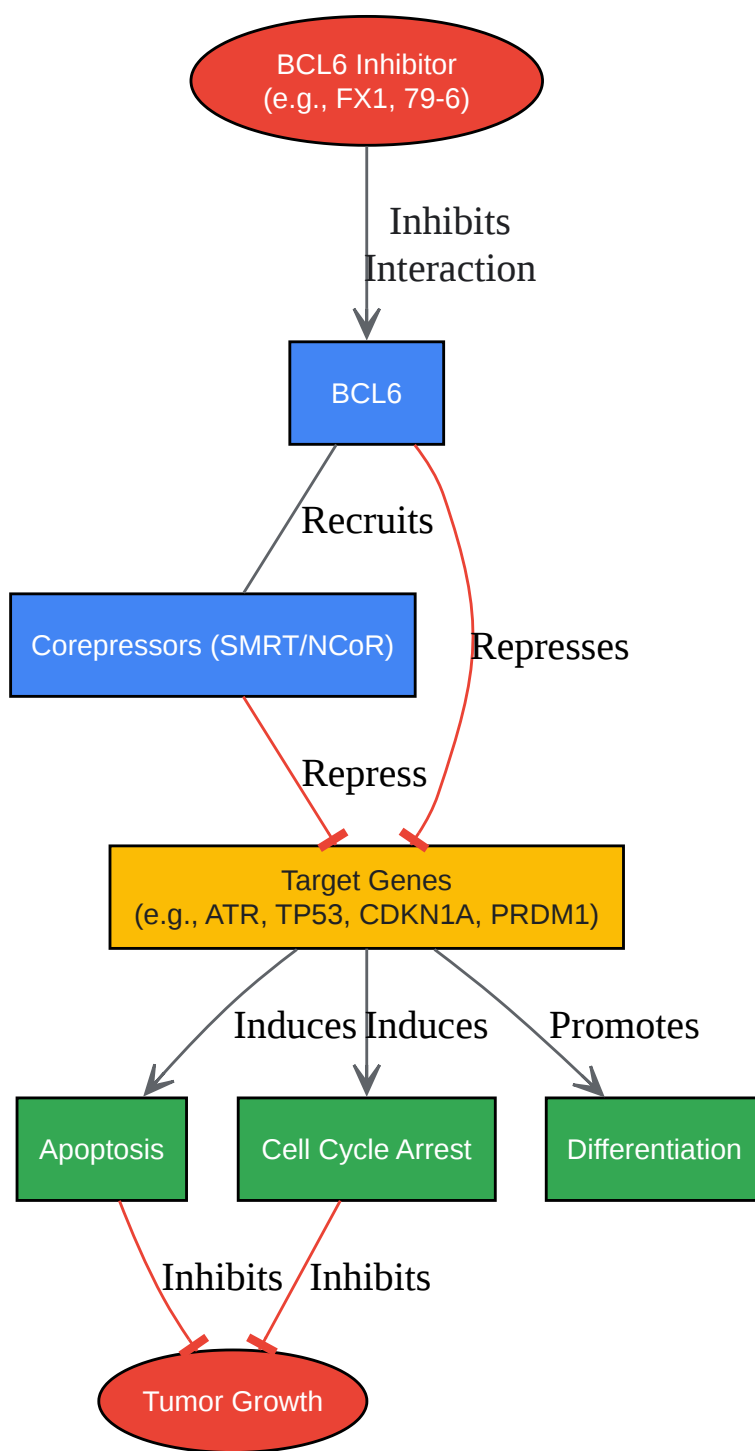 BCL6 Inhibitor
(e.g., FX1, 79-6)
Inhibits
Interaction
BCL6
Recruits
Corepressors (SMRT/NCoR)
Represses
Repress
Target Genes
(e.g., ATR, TP53, CDKN1A, PRDM1)
Induces
Induces
Promotes
Apoptosis
Cell Cycle Arrest
Differentiation
Inhibits
Inhibits
Tumor Growth